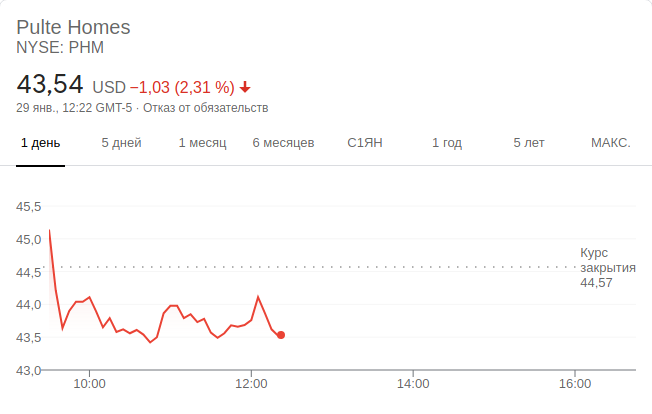 Pulte Homes
NYSE: PHM
43,54 USD −1,03 (2,31 %)
29 янв., 12:22 GMT-5 · Отказ от обязательств
1 день 5 дней 1 месяц 6 месяцев С1ЯН 1 год 5 лет МАКС.
45,5
45,0
44,5
44,0
43,5
43,0
Курс
закрытия
44,57
10:00 12:00 14:00 16:00